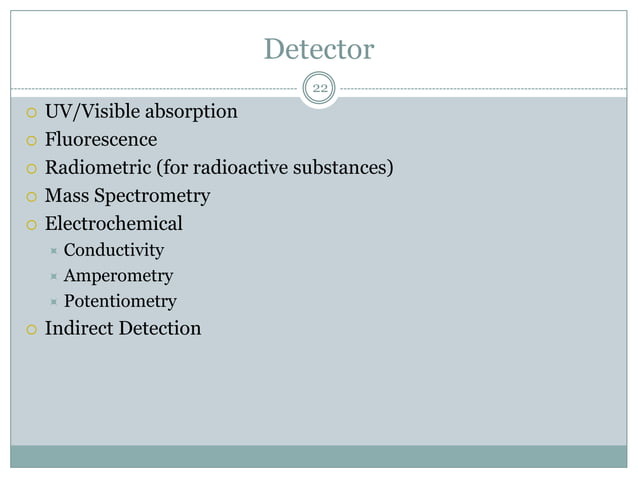 Detector
22
UV/Visible absorption
Fluorescence
Radiometric (for radioactive substances)
Mass Spectrometry
Electrochemical
Conductivity
Amperometry
Potentiometry
Indirect Detection